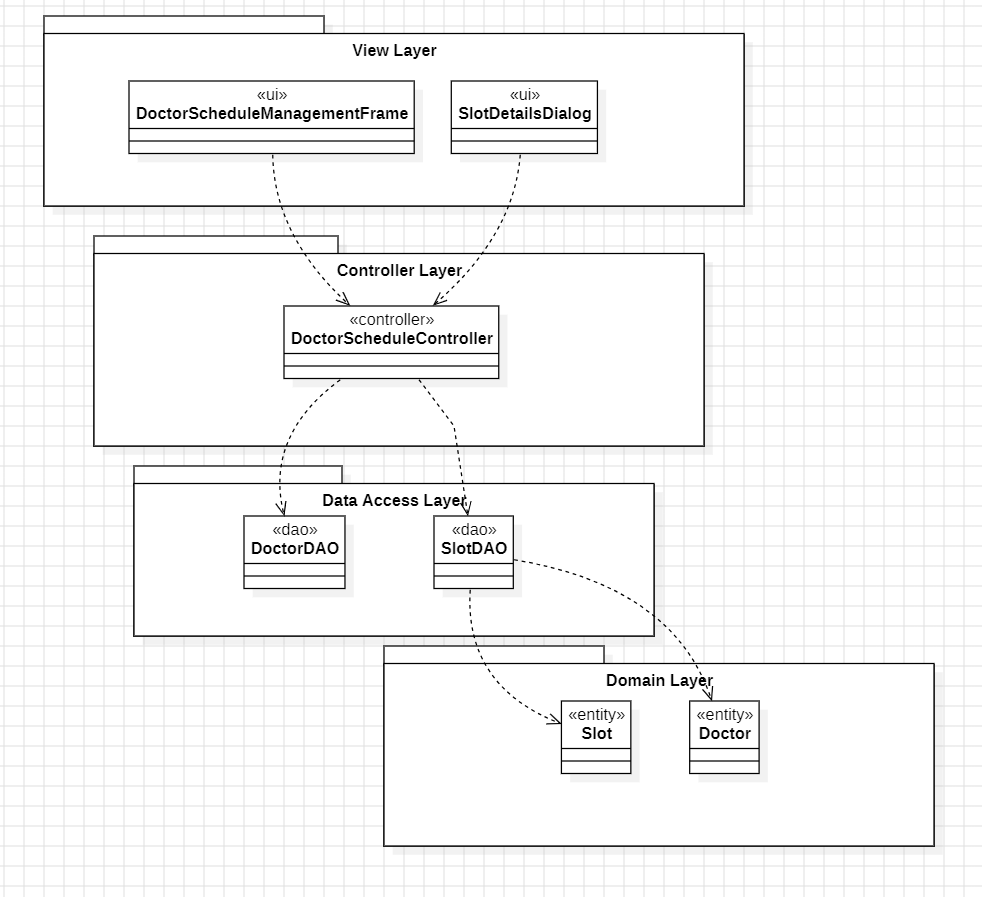 View Layer
«ui»
DoctorScheduleManagementFrame
«ui»
SlotDetailsDialog
Controller Layer
«controller»
DoctorScheduleController
Data Access Layer
«dao»
DoctorDAO
«dao»
SlotDAO
Domain Layer
«entity»
Slot
«entity»
Doctor